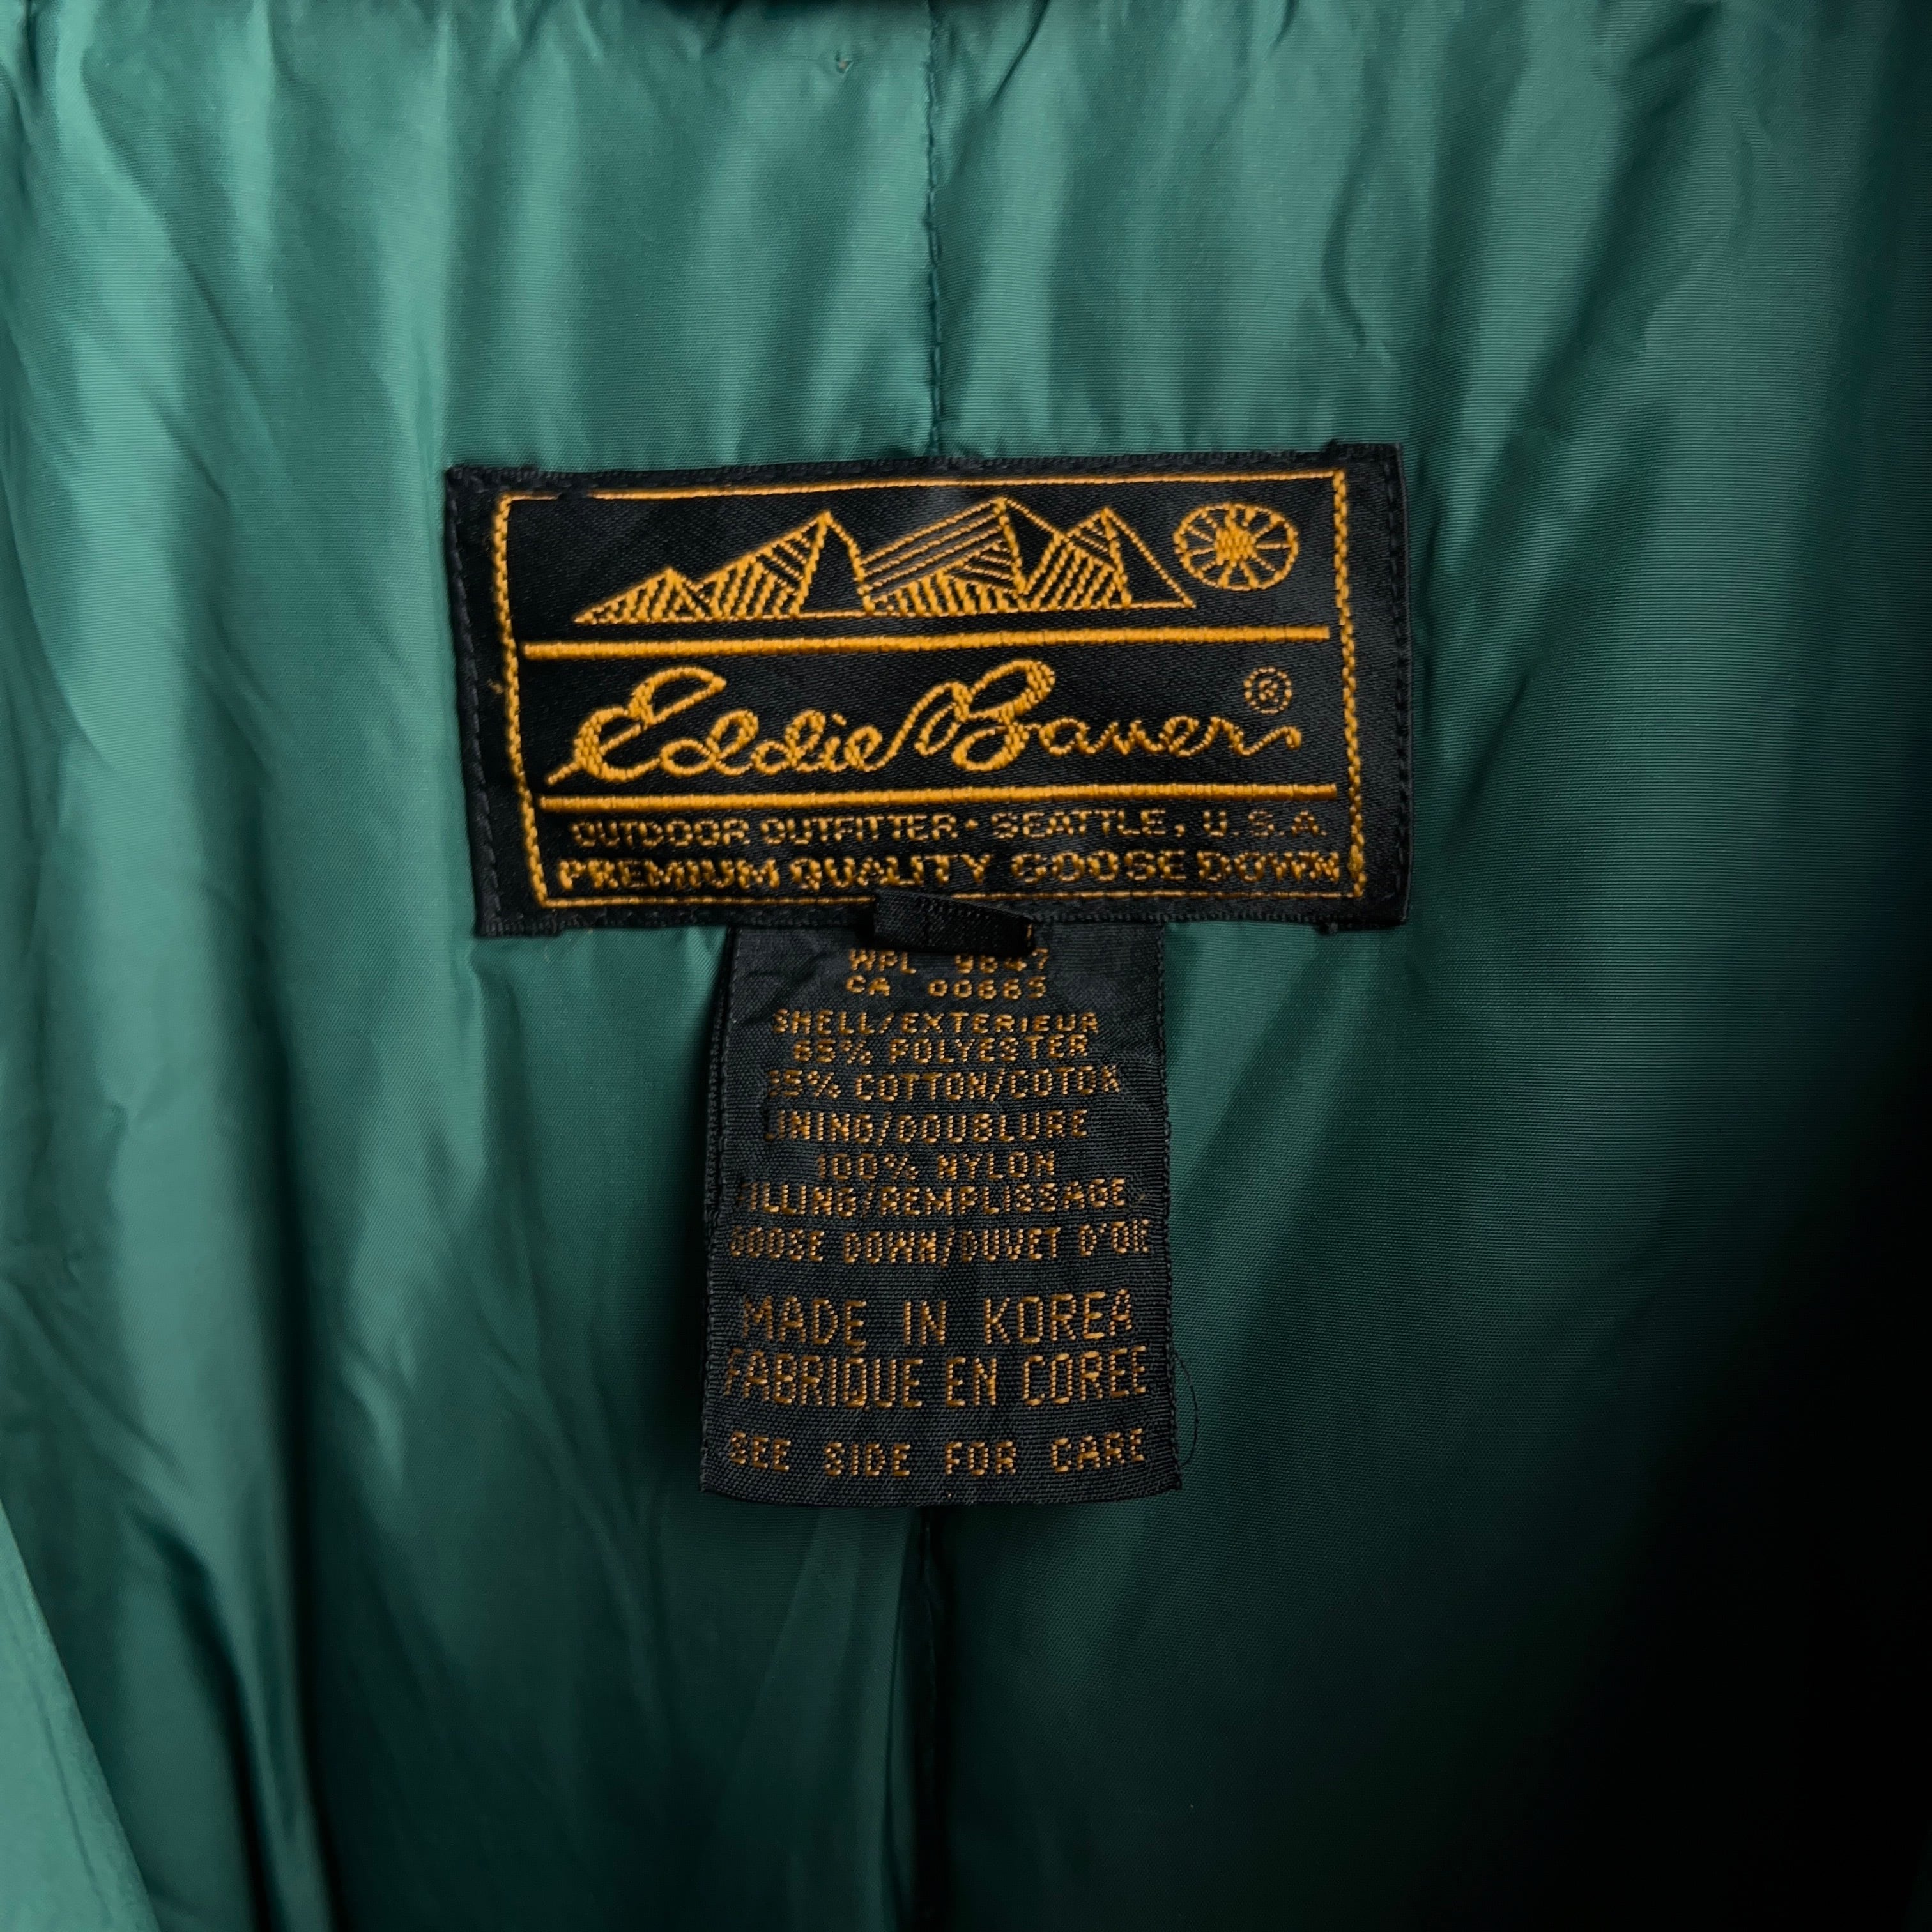 Eddie Bauer ®
OUTDOOR OUTFITTER • SEATTLE, U.S.A.
PREMIUM QUALITY GOOSE DOWN
WPL 9647
CA 00665
SHELL/EXTERIEUR
65% POLYESTER
35% COTTON/COTON
LINING/DOUBLURE
100% NYLON
FILLING/REMPLISSAGE
GOOSE DOWN/DUVET D'OIE
MADE IN KOREA
FABRIQUE EN COREE
SEE SIDE FOR CARE